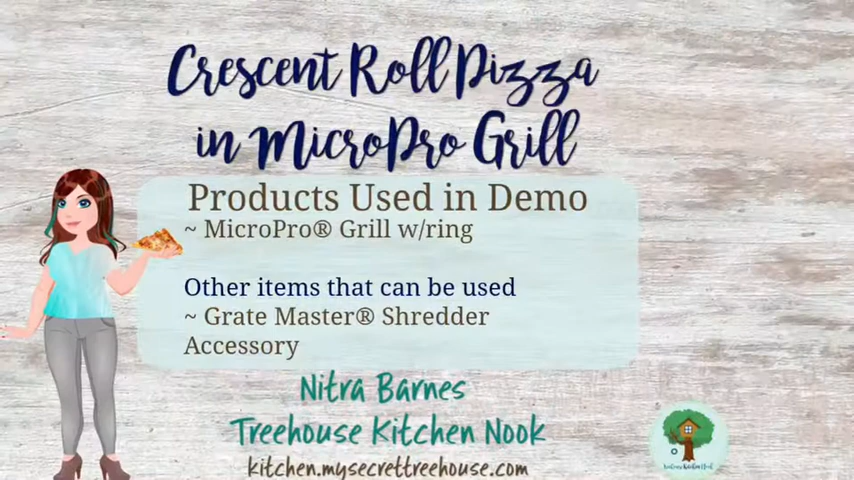 Crescent Roll Pizza
in MicroPro Grill
Products Used in Demo
~ MicroPro® Grill w/ring
Other items that can be used
~ Grate Master® Shredder
Accessory
Nitra Barnes
Treehouse Kitchen Nook
kitchen.mysecrettreehouse.com